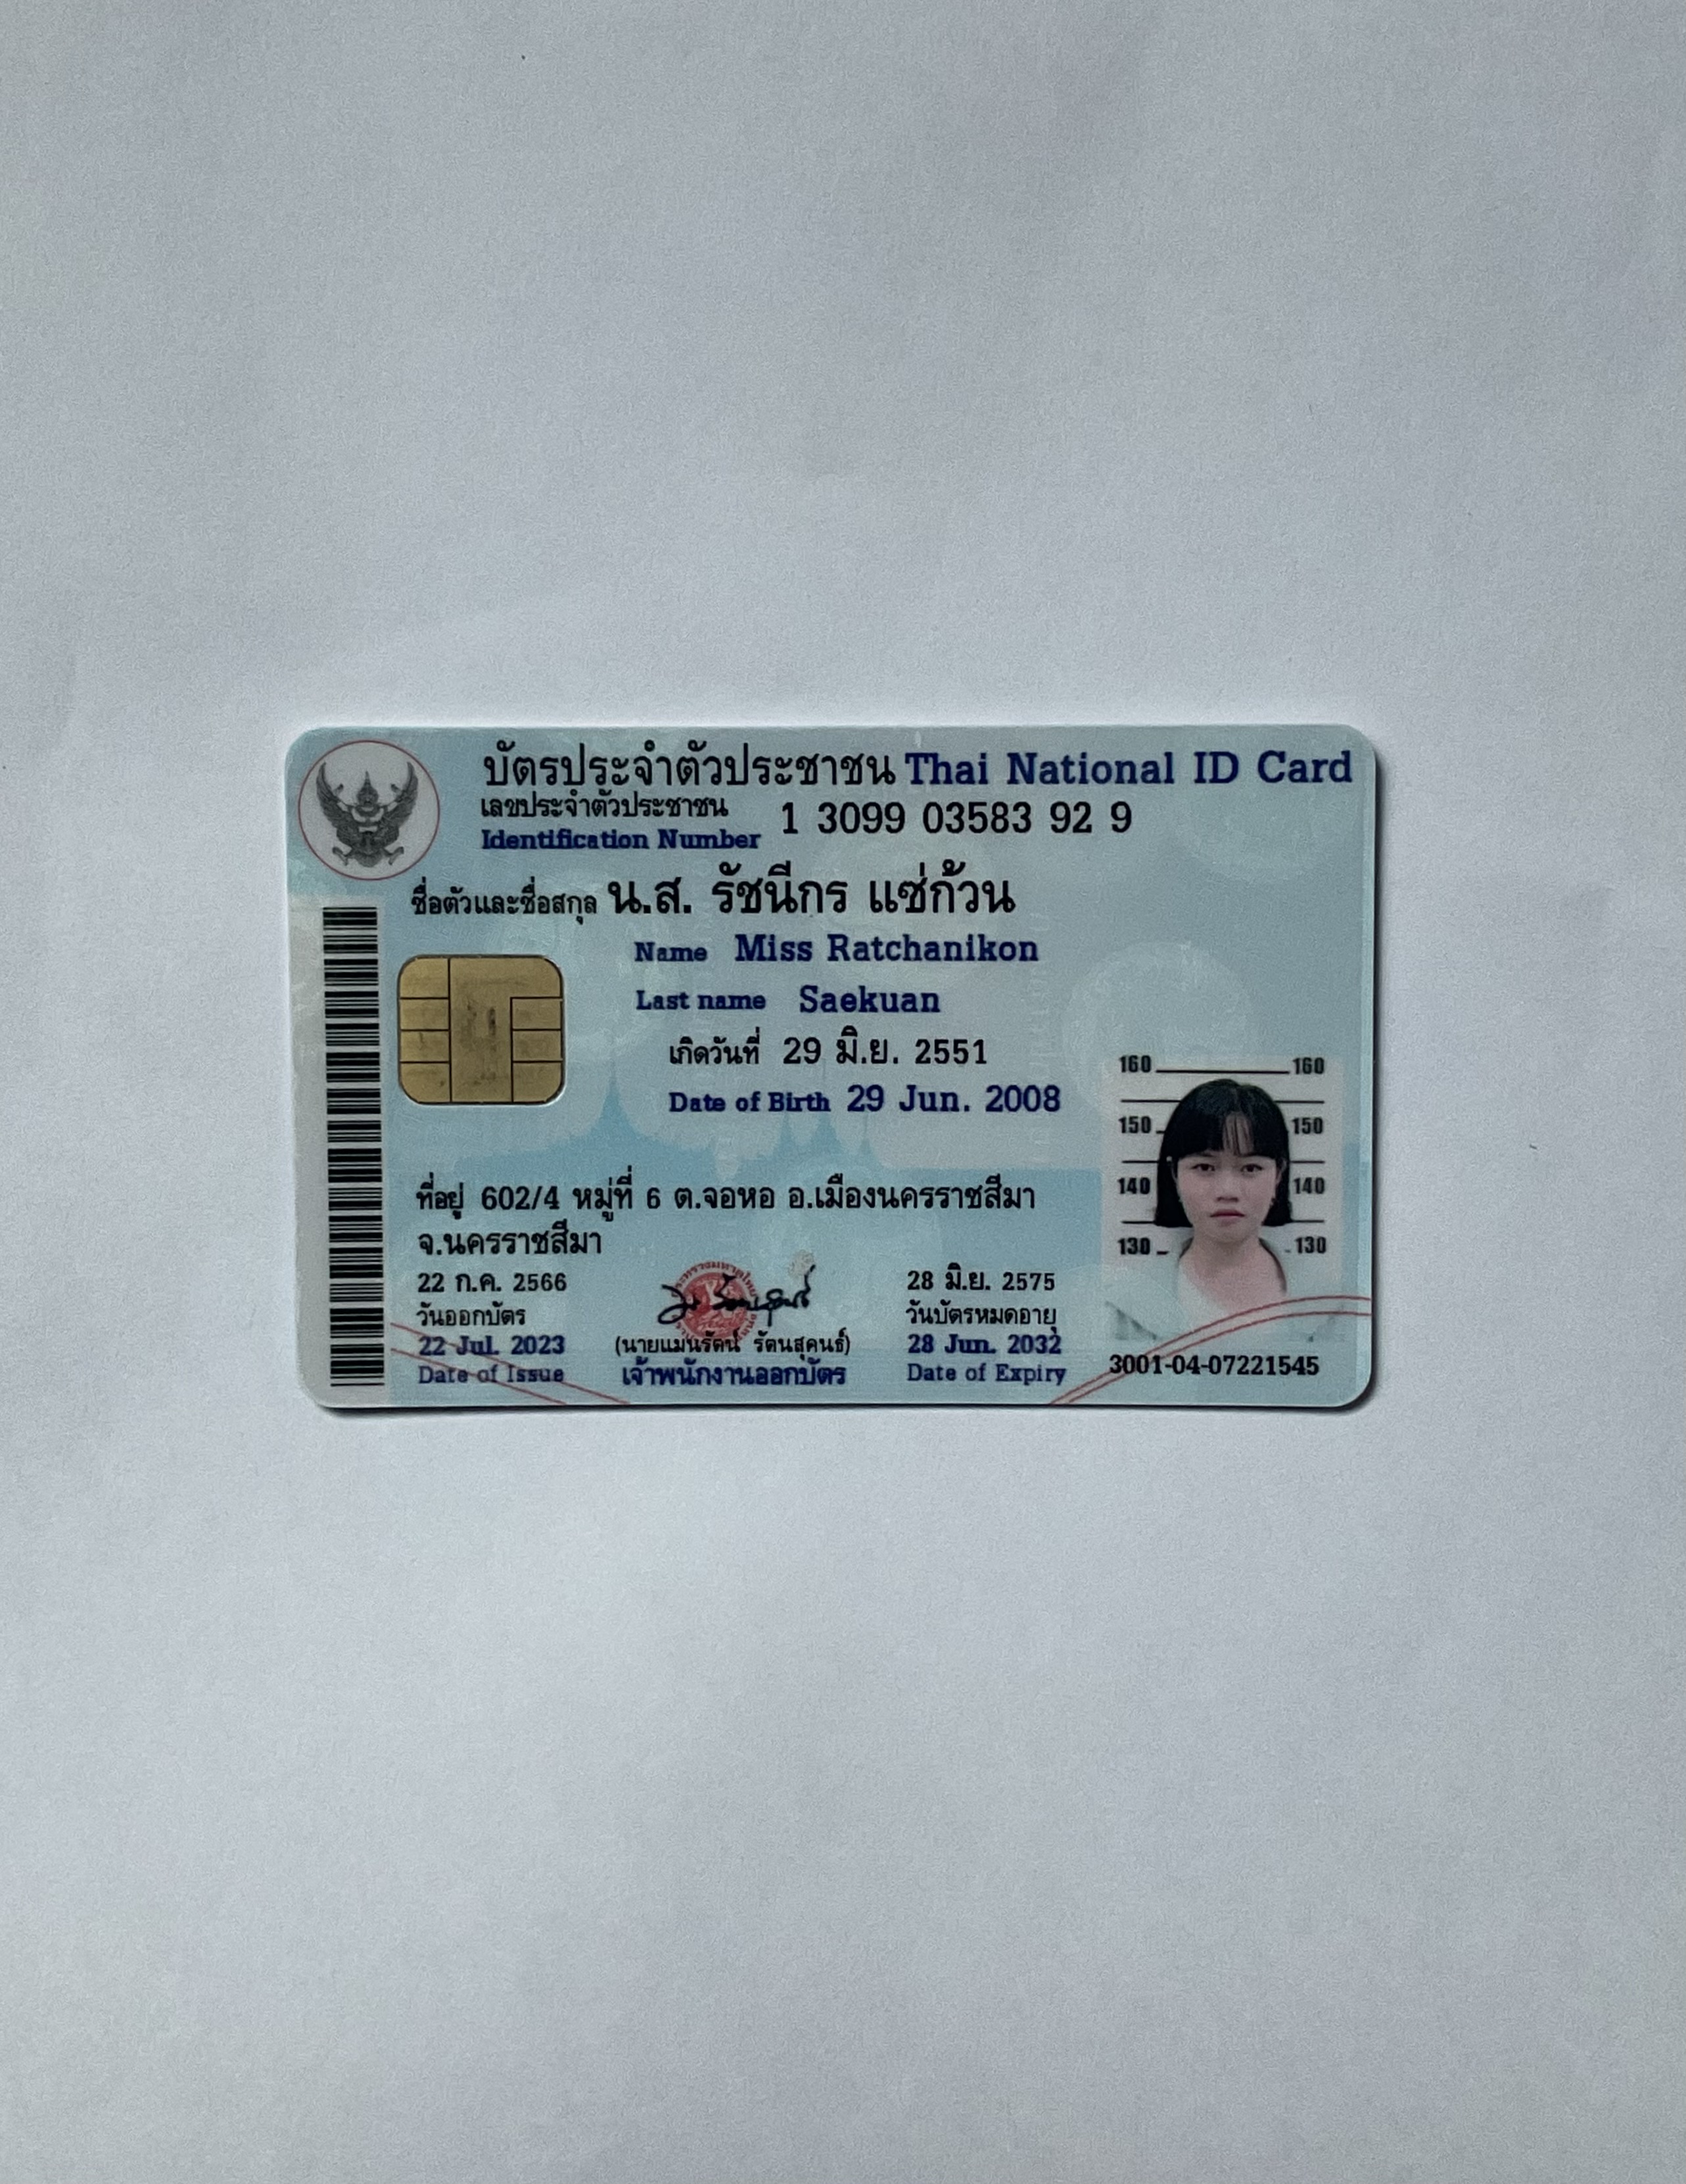 บัตรประจำตัวประชาชน Thai National ID Card
เลขประจำตัวประชาชน
Identification Number 1 3099 03583 92 9
ชื่อตัวและชื่อสกุล น.ส. รัชนีกร แซ่ก้วน
Name Miss Ratchanikon
Last name Saekuan
เกิดวันที่ 29 มิ.ย. 2551
Date of Birth 29 Jun. 2008
160 160
150 150
140 140
130 130
ที่อยู่ 602/4 หมู่ที่ 6 ต.จอหอ อ.เมืองนครราชสีมา
จ.นครราชสีมา
22 ก.ค. 2566
วันออกบัตร
22 Jul. 2023
Date of Issue
(นายแมนรัตน์ รัตนสุคนธ์)
เจ้าพนักงานออกบัตร
28 มิ.ย. 2575
วันบัตรหมดอายุ
28 Jun. 2032
Date of Expiry
3001-04-07221545